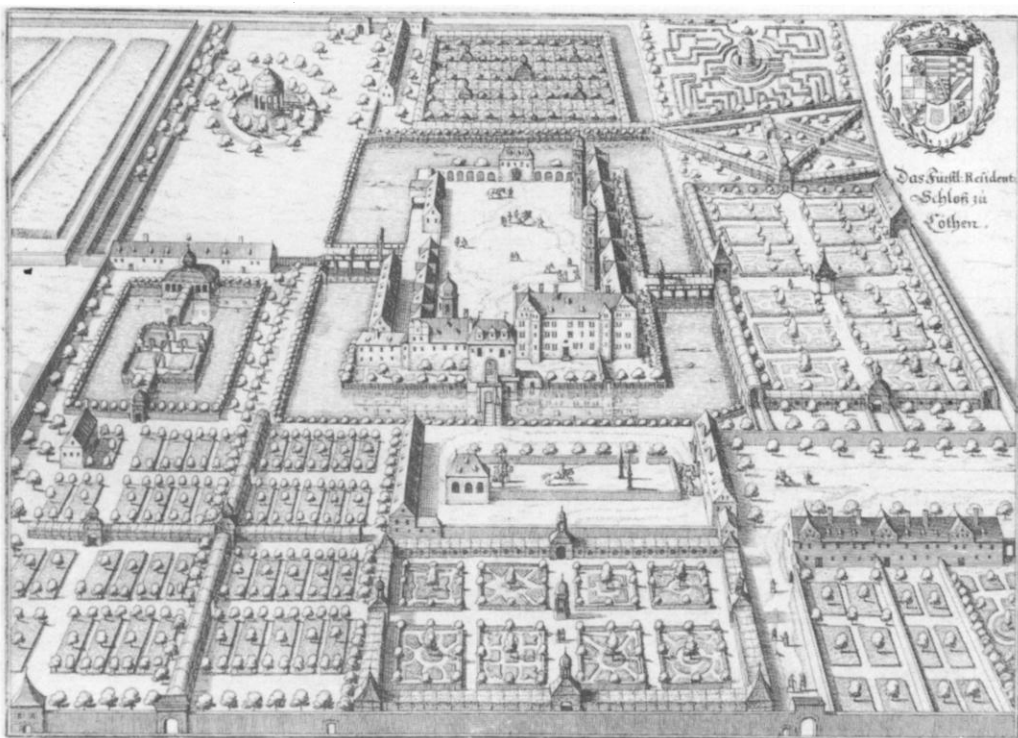 Das Fürstl: Resident:
Schloß zu
Cöthen.